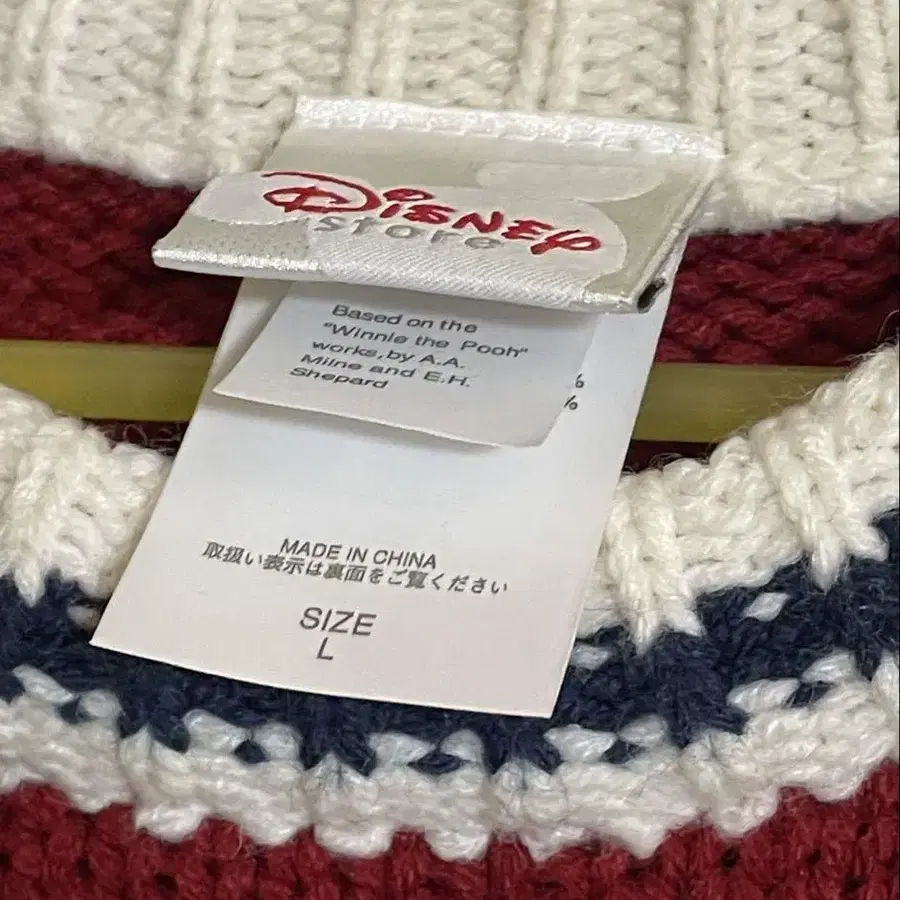 DiSNEp
store
Based on the
"Winnie the Pooh"
works,by A.A.
Milne and E.H.
Shepard
%
%
MADE IN CHINA
取扱い表示は裏面をご覧ください
SIZE
L